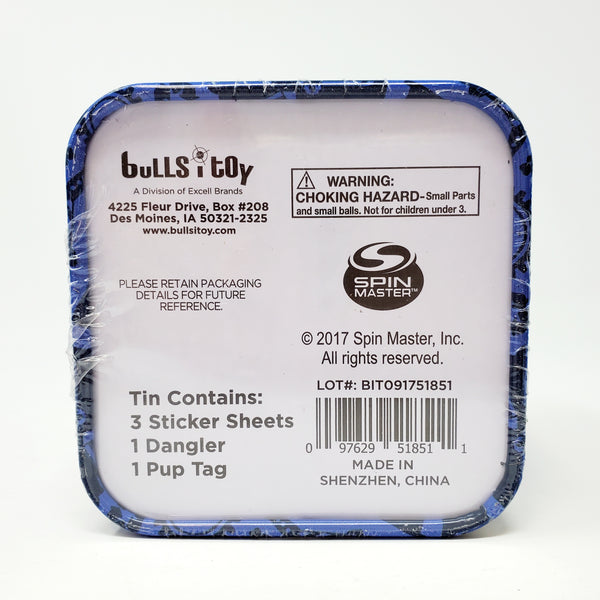 bullsitoy
A Division of Excell Brands
4225 Fleur Drive, Box #208
Des Moines, IA 50321-2325
www.bullsitoy.com
WARNING:
CHOKING HAZARD-Small Parts
and small balls. Not for children under 3.
PLEASE RETAIN PACKAGING
DETAILS FOR FUTURE
REFERENCE.
SPIN
MASTER™
© 2017 Spin Master, Inc.
All rights reserved.
Tin Contains:
3 Sticker Sheets
1 Dangler
1 Pup Tag
LOT#: BIT091751851
0 97629 51851 1
MADE IN
SHENZHEN, CHINA